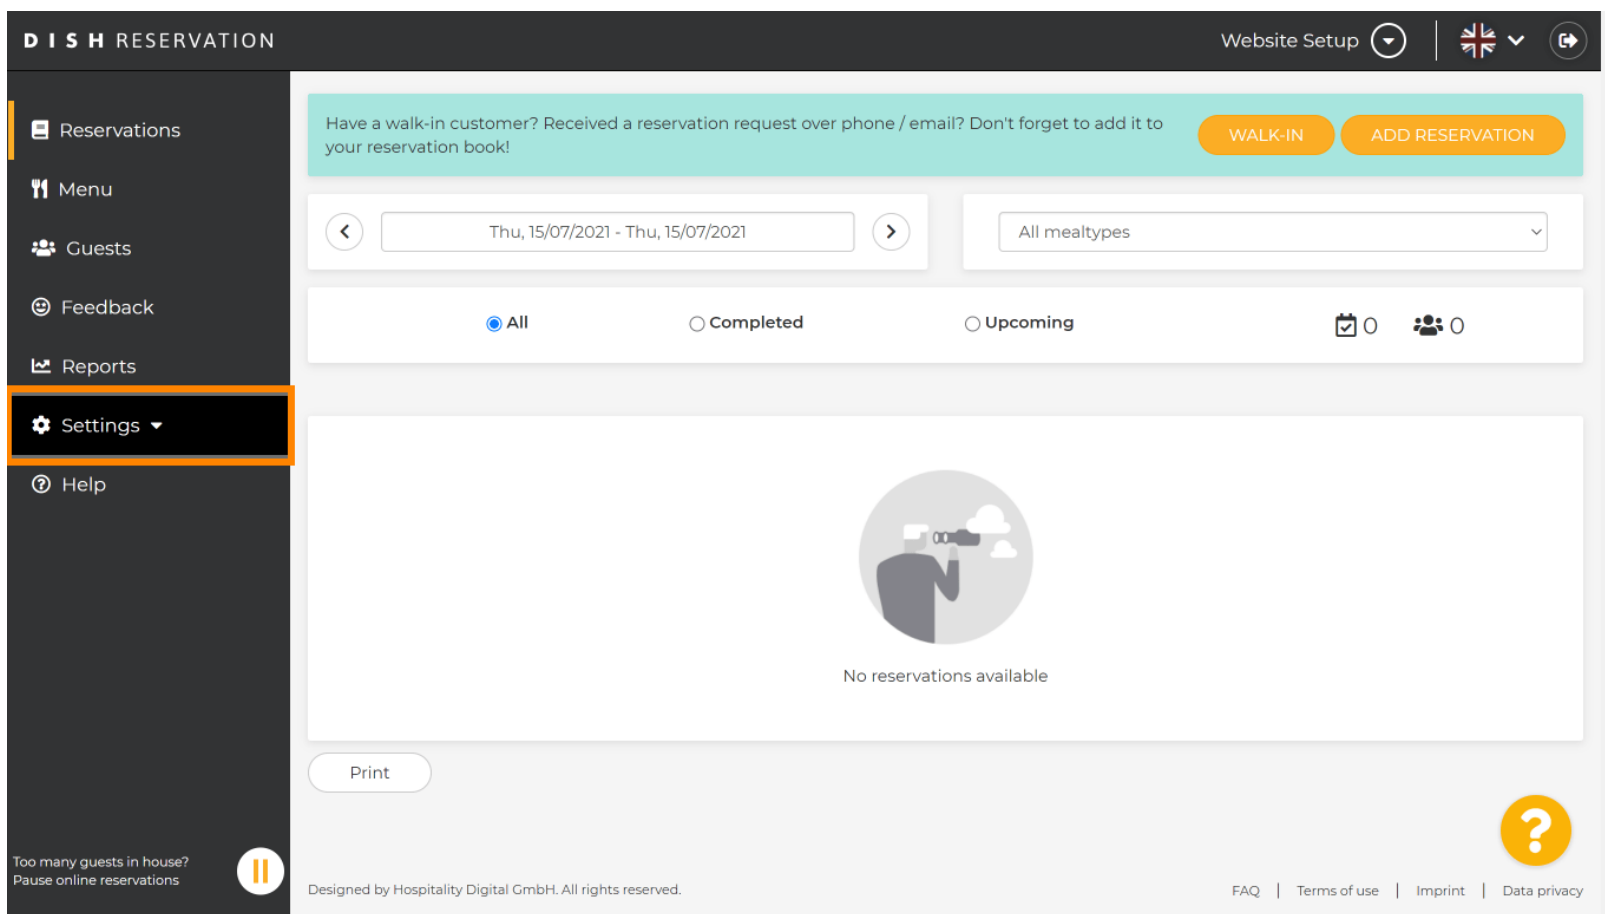 DISH RESERVATION
Website Setup
Reservations
Menu
Guests
Feedback
Reports
Settings
Help
Too many guests in house?
Pause online reservations
Have a walk-in customer? Received a reservation request over phone / email? Don't forget to add it to
your reservation book!
WALK-IN
ADD RESERVATION
Thu, 15/07/2021 - Thu, 15/07/2021
All mealtypes
All
Completed
Upcoming
0
0
No reservations available
Print
?
Designed by Hospitality Digital GmbH. All rights reserved.
FAQ | Terms of use | Imprint | Data privacy